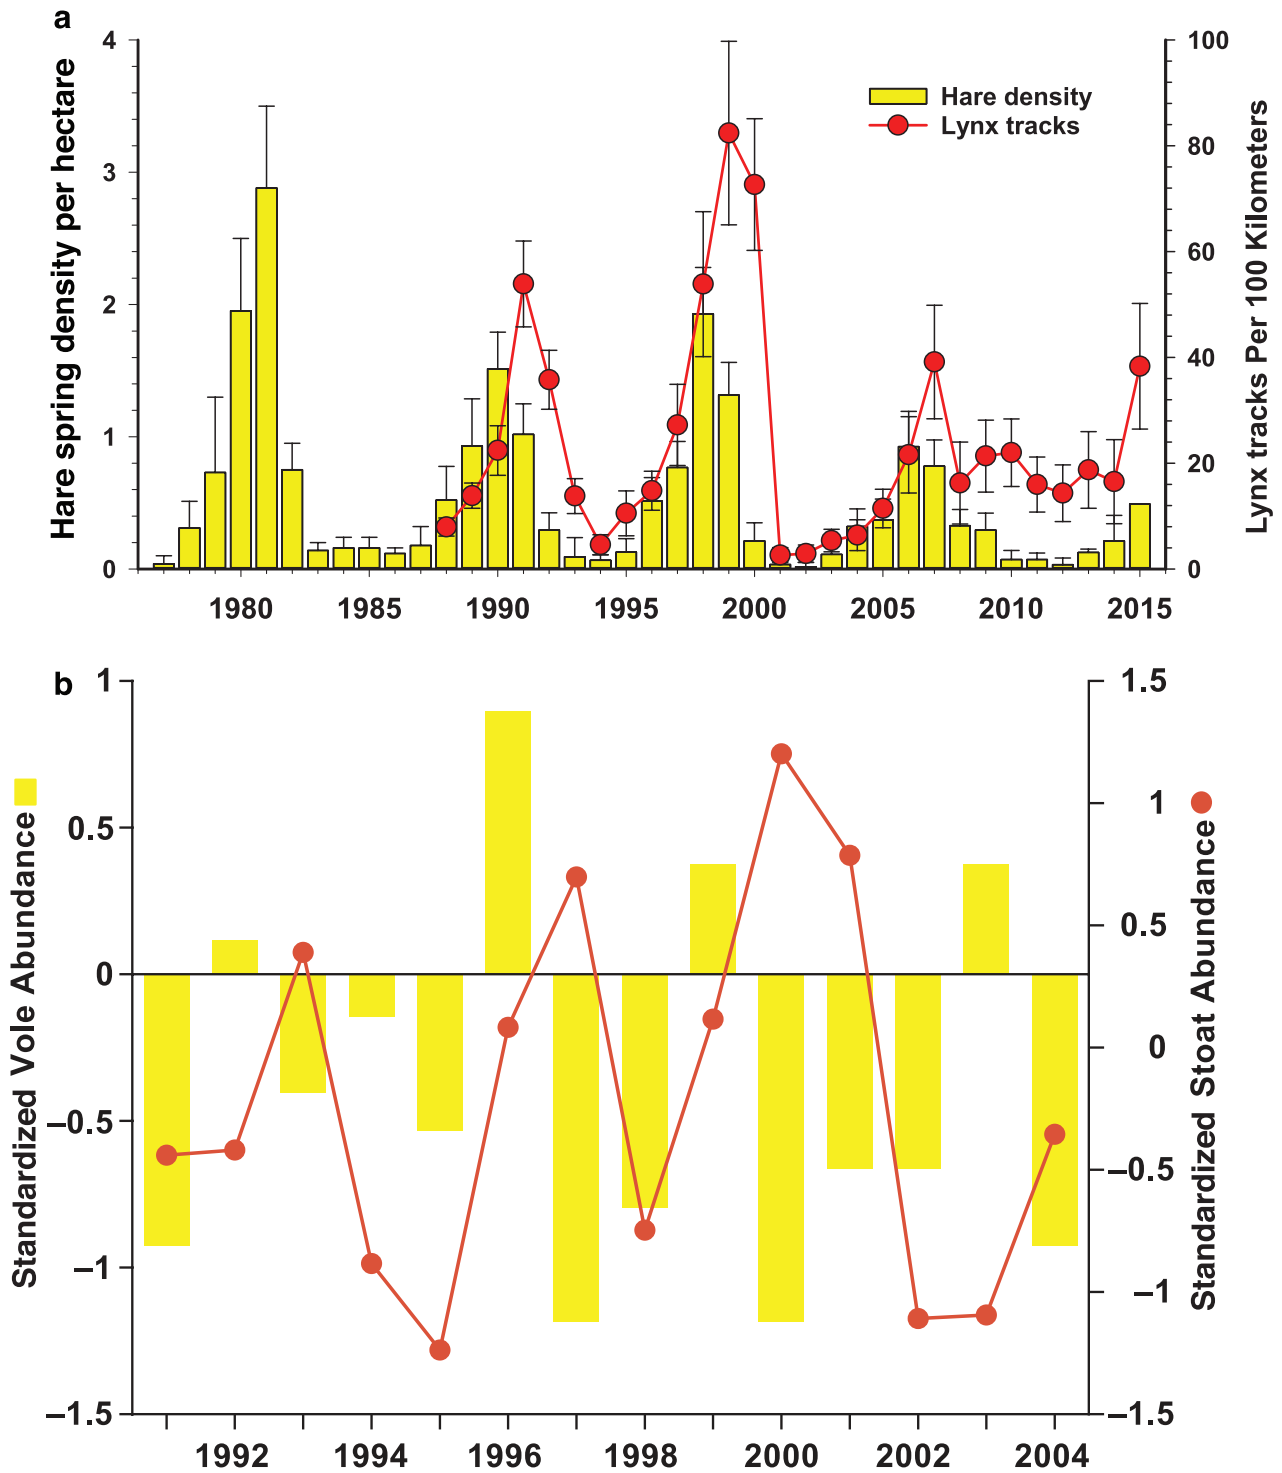 a
Hare spring density per hectare
4
3
2
1
0
Hare density
Lynx tracks
100
80
60
40
20
0
Lynx tracks Per 100 Kilometers
1980 1985 1990 1995 2000 2005 2010 2015
b
Standardized Vole Abundance
1
0.5
0
−0.5
−1
−1.5
1.5
1
0.5
0
−0.5
−1
−1.5
Standardized Stoat Abundance
1992 1994 1996 1998 2000 2002 2004